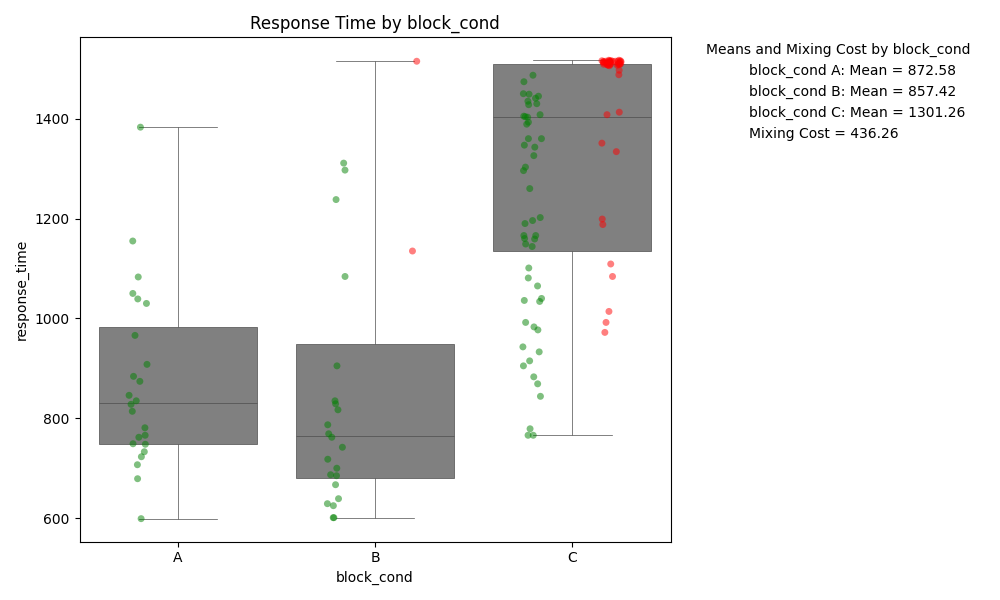 Response Time by block_cond
Means and Mixing Cost by block_cond
block_cond A: Mean = 872.58
block_cond B: Mean = 857.42
block_cond C: Mean = 1301.26
Mixing Cost = 436.26
response_time
1400
1200
1000
800
600
A
B
C
block_cond